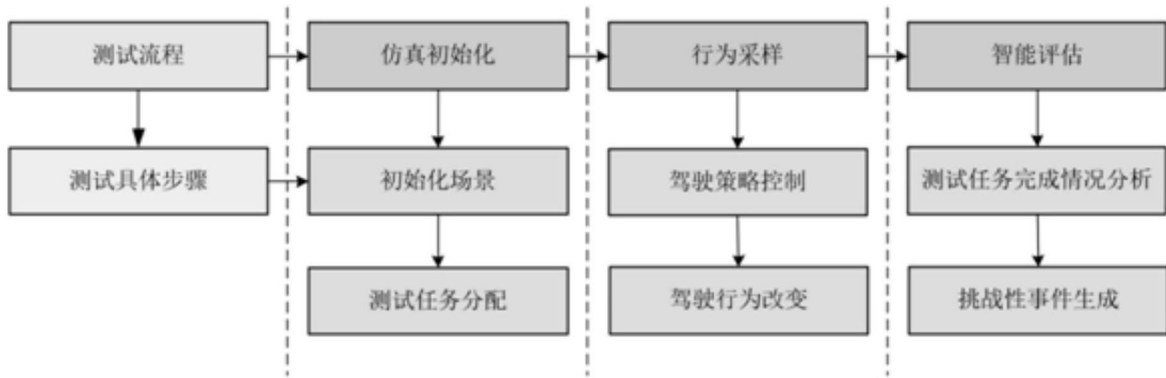 测试流程
仿真初始化
行为采样
智能评估
测试具体步骤
初始化场景
驾驶策略控制
测试任务完成情况分析
测试任务分配
驾驶行为改变
挑战性事件生成